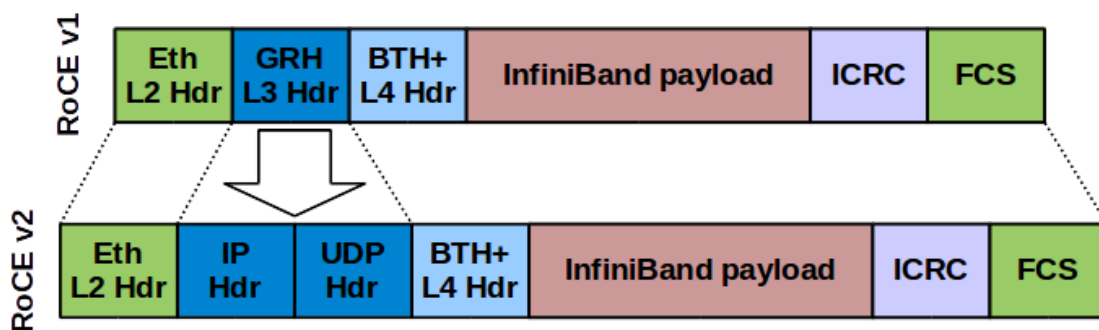 RoCE v1
Eth
L2 Hdr
GRH
L3 Hdr
BTH+
L4 Hdr
InfiniBand payload
ICRC
FCS
RoCE v2
Eth
L2 Hdr
IP
Hdr
UDP
Hdr
BTH+
L4 Hdr
InfiniBand payload
ICRC
FCS